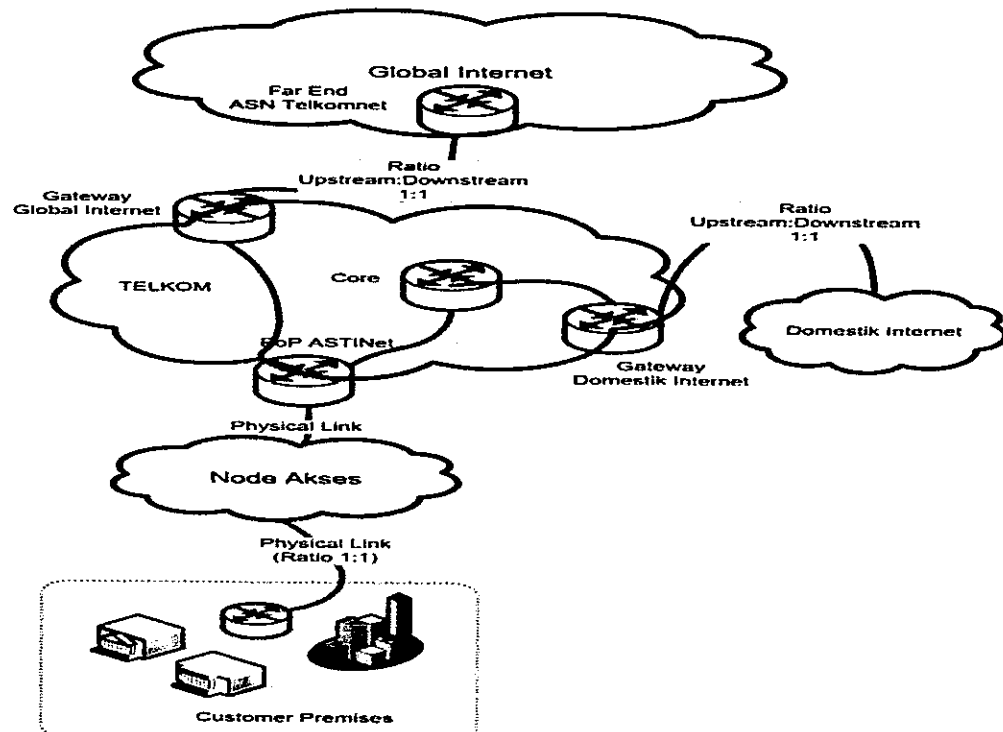 Global Internet
Far End
ASN Telkomnet
Ratio
Upstream:Downstream
1:1
Gateway
Global Internet
Ratio
Upstream:Downstream
1:1
TELKOM
Core
Domestik Internet
PoP ASTINet
Gateway
Domestik Internet
Physical Link
Node Akses
Physical Link
(Ratio 1:1)
Customer Premises